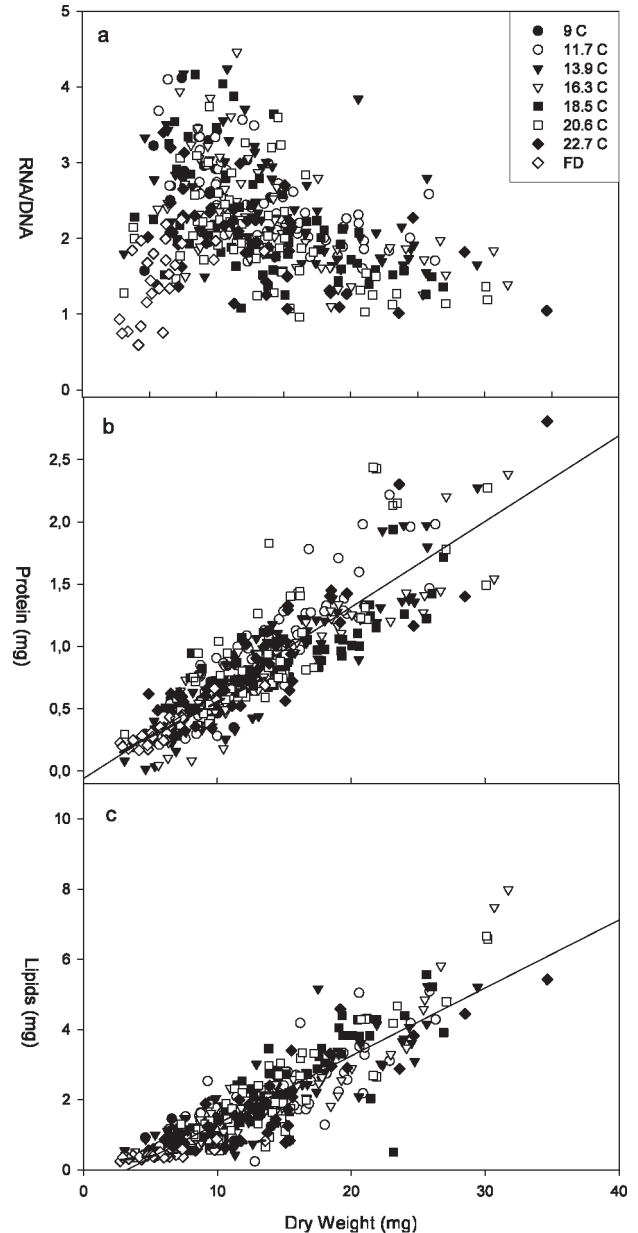 a
5
4
3
2
1
0
RNA/DNA
9 C
11.7 C
13.9 C
16.3 C
18.5 C
20.6 C
22.7 C
FD
b
2,5
2,0
1,5
1,0
0,5
0,0
Protein (mg)
c
10
8
6
4
2
0
Lipids (mg)
0 10 20 30 40
Dry Weight (mg)